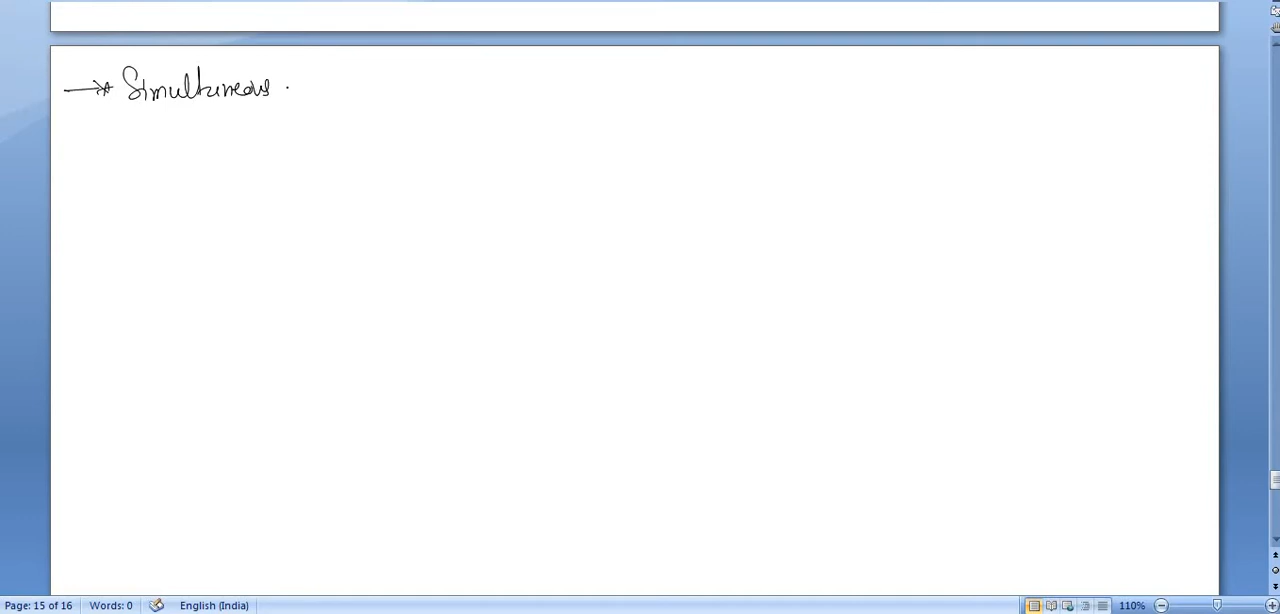 →* Simultaneous
Page: 15 of 16 Words: 0 English (India) 110%